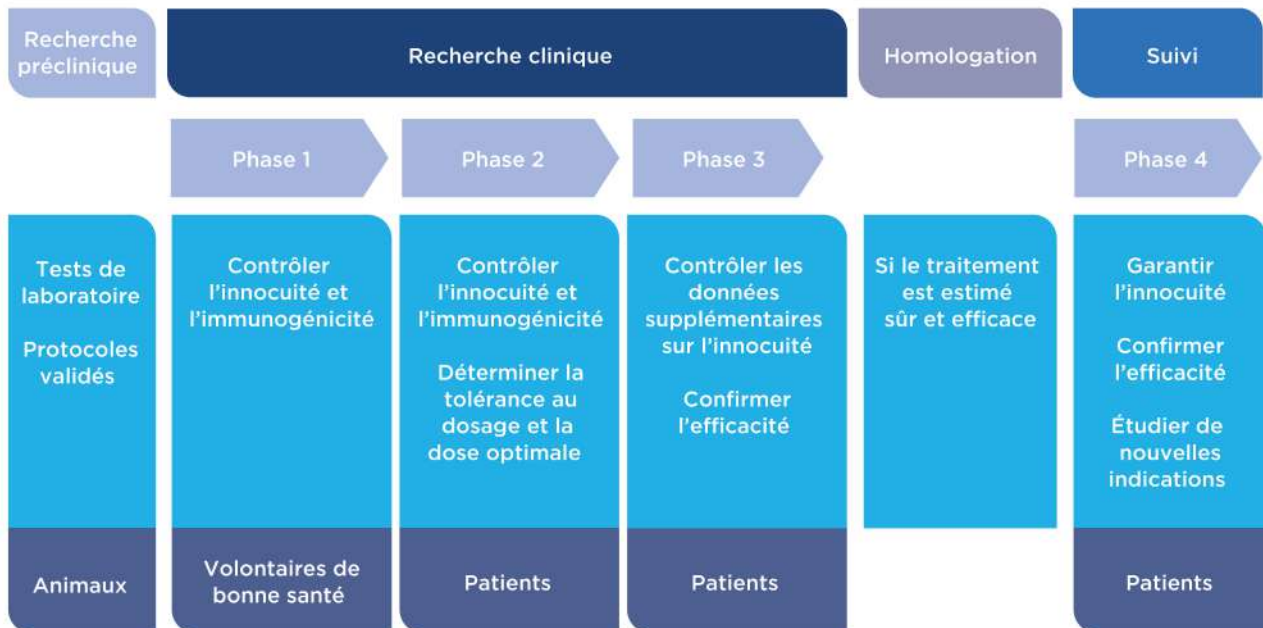 Recherche
préclinique
Recherche clinique
Homologation
Suivi
Phase 1
Phase 2
Phase 3
Phase 4
Tests de
laboratoire
Protocoles
validés
Contrôler
l'innocuité et
l'immunogénicité
Contrôler
l'innocuité et
l'immunogénicité
Déterminer la
tolérance au
dosage et la
dose optimale
Contrôler les
données
supplémentaires
sur l'innocuité
Confirmer
l'efficacité
Si le traitement
est estimé
sûr et efficace
Garantir
l'innocuité
Confirmer
l'efficacité
Étudier de
nouvelles
indications
Animaux
Volontaires de
bonne santé
Patients
Patients
Patients